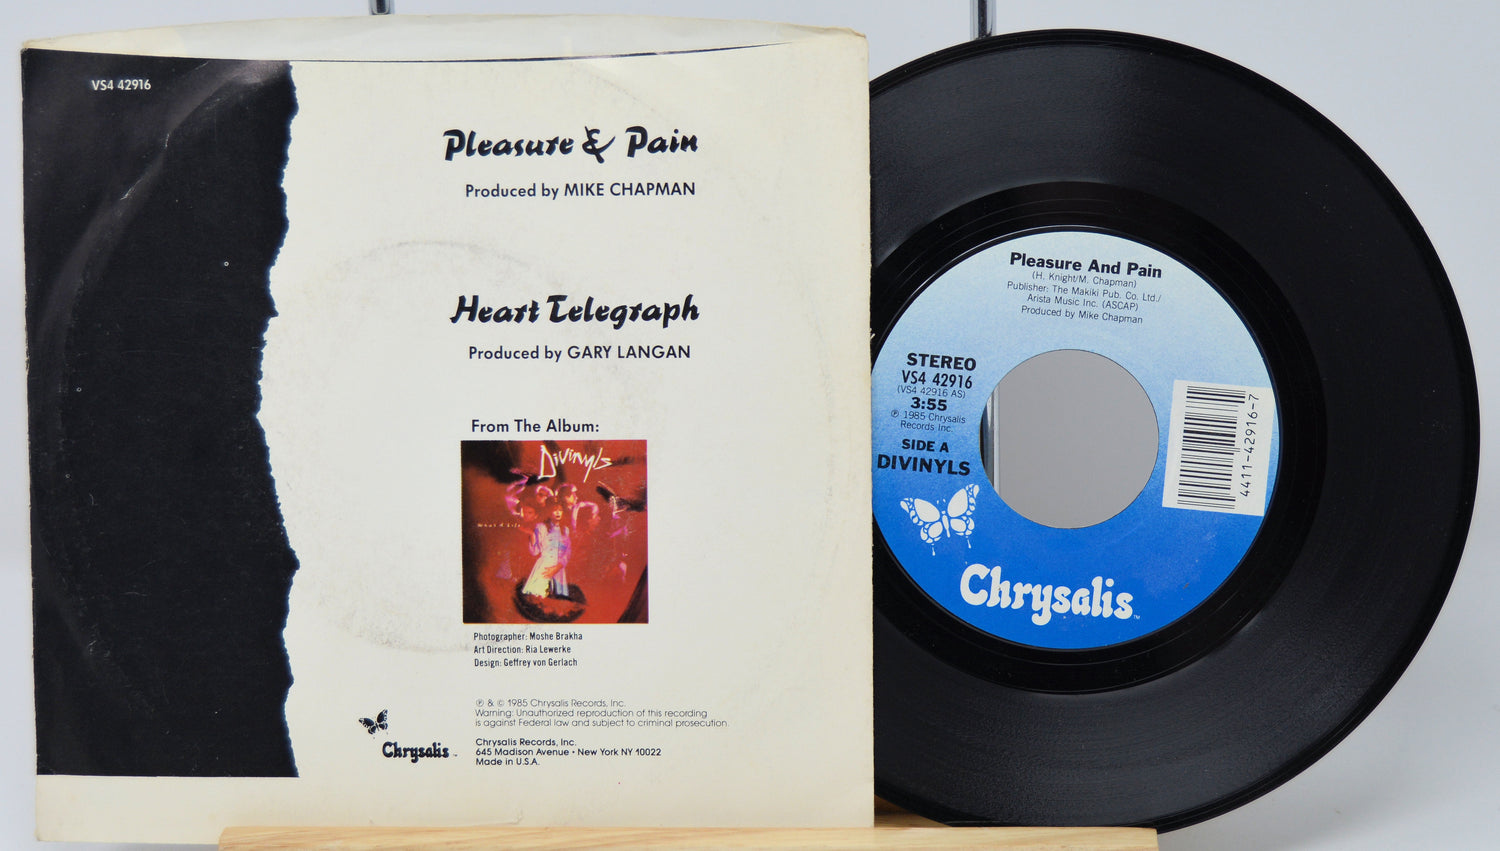 VS4 42916
Pleasure & Pain
Produced by MIKE CHAPMAN
Heart Telegraph
Produced by GARY LANGAN
From The Album:
Divinyls
What A Life
Photographer: Moshe Brakha
Art Direction: Ria Lewerke
Design: Geffrey von Gerlach
℗ & © 1985 Chrysalis Records, Inc.
Warning: Unauthorized reproduction of this recording
is against Federal law and subject to criminal prosecution.
Chrysalis™
Chrysalis Records, Inc.
645 Madison Avenue • New York NY 10022
Made in U.S.A.
Pleasure And Pain
(H. Knight/M. Chapman)
Publisher: The Makiki Pub. Co. Ltd./
Arista Music Inc. (ASCAP)
Produced by Mike Chapman
STEREO
VS4 42916
(VS4 42916 AS)
3:55
℗ 1985 Chrysalis
Records Inc.
SIDE A
DIVINYLS
4411-42916-7
Chrysalis™